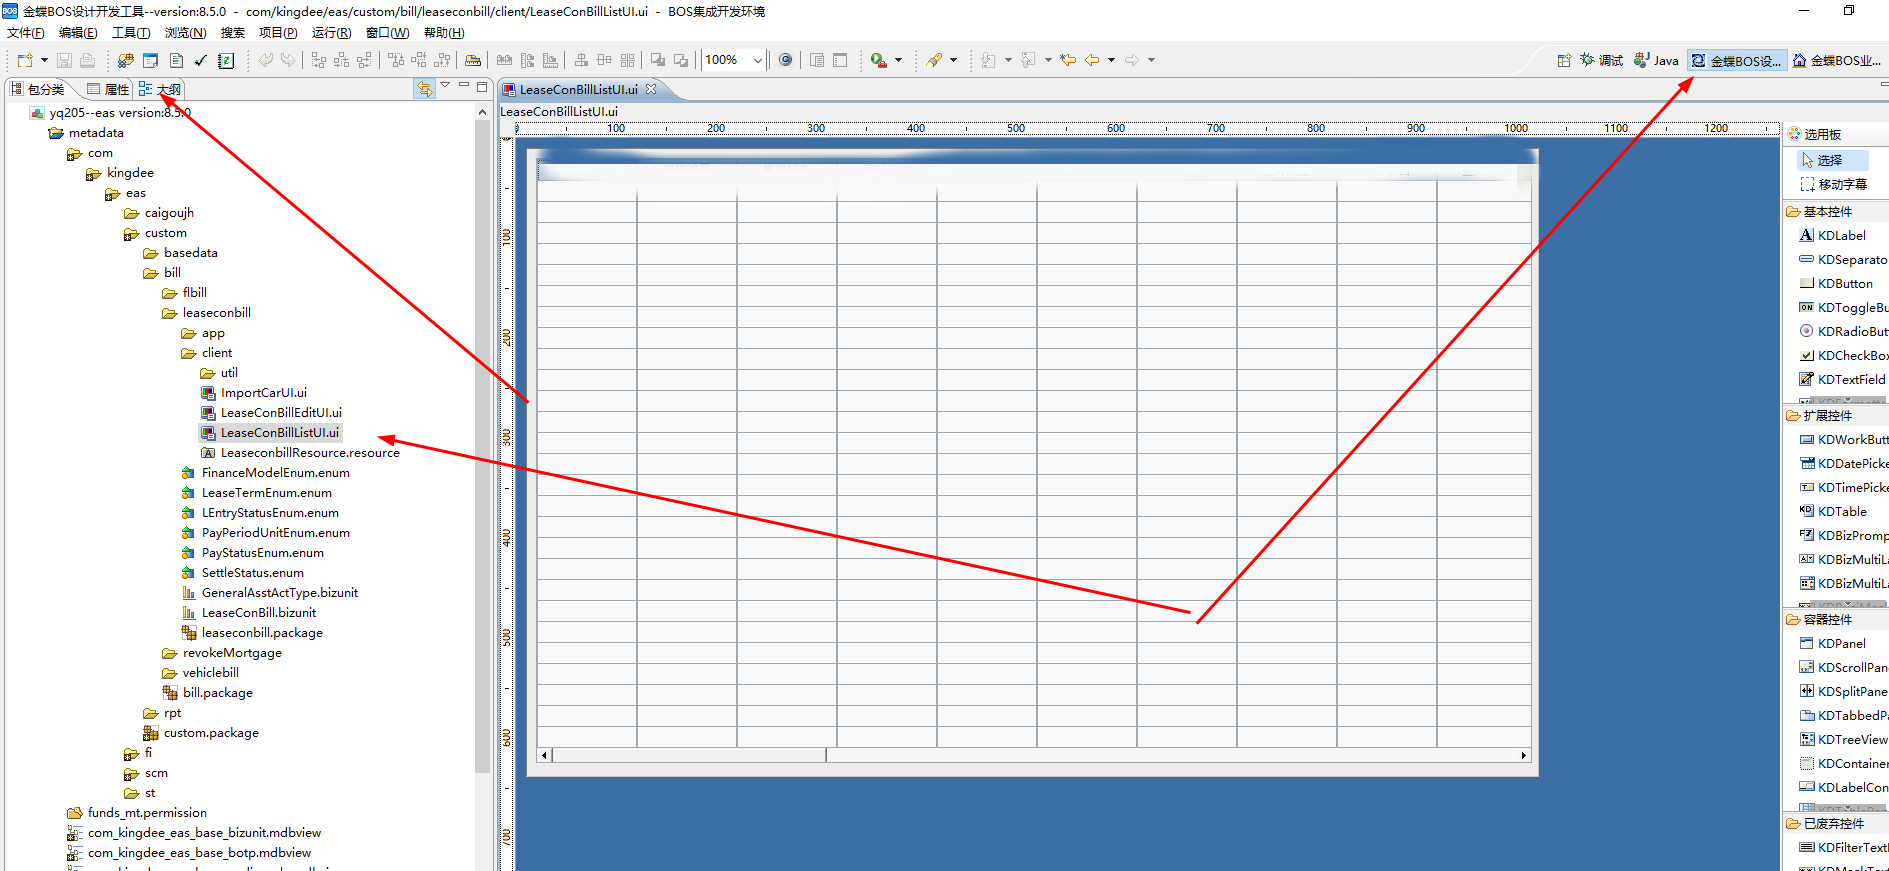 金蝶BOS设计开发工具--version:8.5.0 - com/kingdee/eas/custom/bill/leaseconbill/client/LeaseConBillListUI.ui - BOS集成开发环境
文件(F) 编辑(E) 工具(T) 浏览(N) 搜索 项目(P) 运行(R) 窗口(W) 帮助(H)
100% 调试 Java 金蝶BOS设... 金蝶BOS业...
包分类 属性 大纲
yq205--eas version:8.5.0
metadata
com
kingdee
eas
caigoujh
custom
basedata
bill
flbill
leaseconbill
app
client
util
ImportCarUI.ui
LeaseConBillEditUI.ui
LeaseConBillListUI.ui
LeaseconbillResource.resource
FinanceModelEnum.enum
LeaseTermEnum.enum
LEntryStatusEnum.enum
PayPeriodUnitEnum.enum
PayStatusEnum.enum
SettleStatus.enum
GeneralAsstActType.bizunit
LeaseConBill.bizunit
leaseconbill.package
revokeMortgage
vehiclebill
bill.package
rpt
custom.package
fi
scm
st
funds_mt.permission
com_kingdee_eas_base_bizunit.mdbview
com_kingdee_eas_base_botp.mdbview
LeaseConBillListUI.ui
LeaseConBillListUI.ui
0 100 200 300 400 500 600 700 800 900 1000 1100 1200
0
100
200
300
400
500
600
700
选用板
选择
移动字幕
基本控件
KDLabel
KDSeparato
KDButton
KDToggleBu
KDRadioBut
KDCheckBox
KDTextField
扩展控件
KDWorkButt
KDDatePicke
KDTimePicke
KDTable
KDBizPromp
KDBizMultiLa
KDBizMultiLa
容器控件
KDPanel
KDScrollPan
KDSplitPane
KDTabbedPa
KDTreeView
KDContainer
KDLabelCon
已废弃控件
KDFilterTextI